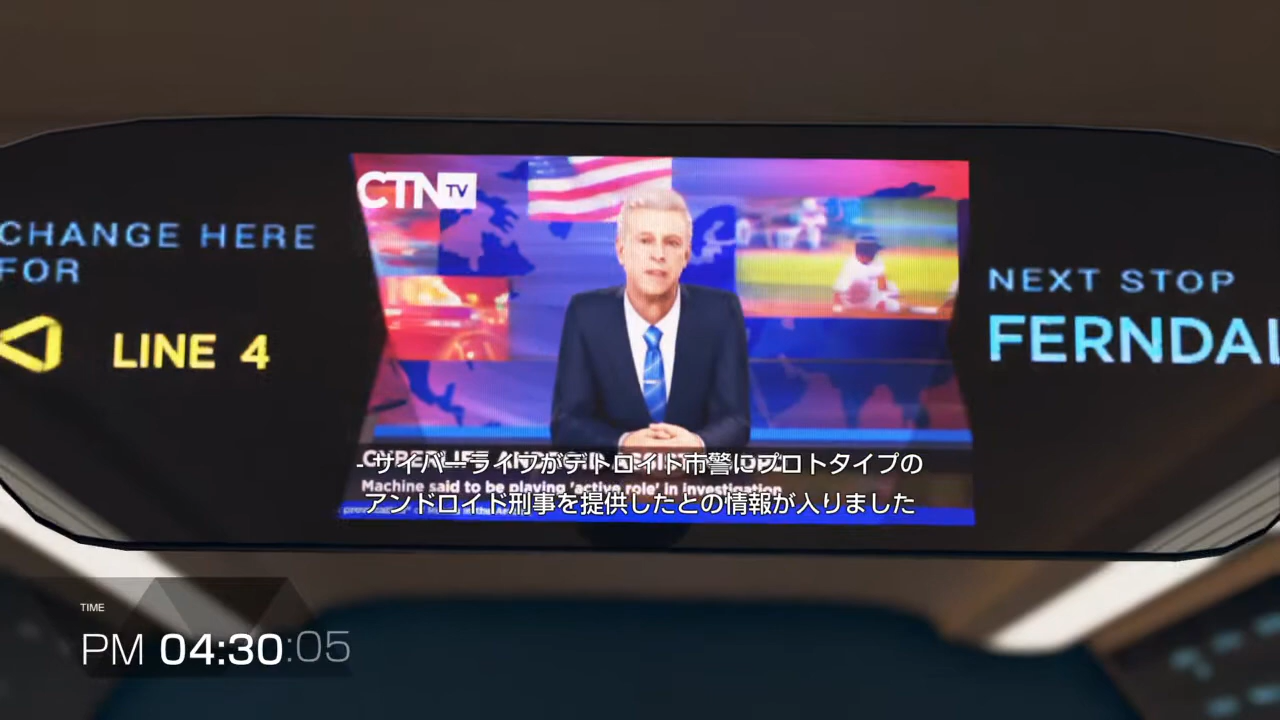 CTN TV
CHANGE HERE
FOR
LINE 4
NEXT STOP
FERNDAL
- サイバーライフがデトロイト市警にプロトタイプの
Machine said to be playing 'active role' in investigation
アンドロイド刑事を提供したとの情報が入りました
TIME
PM 04:30:05